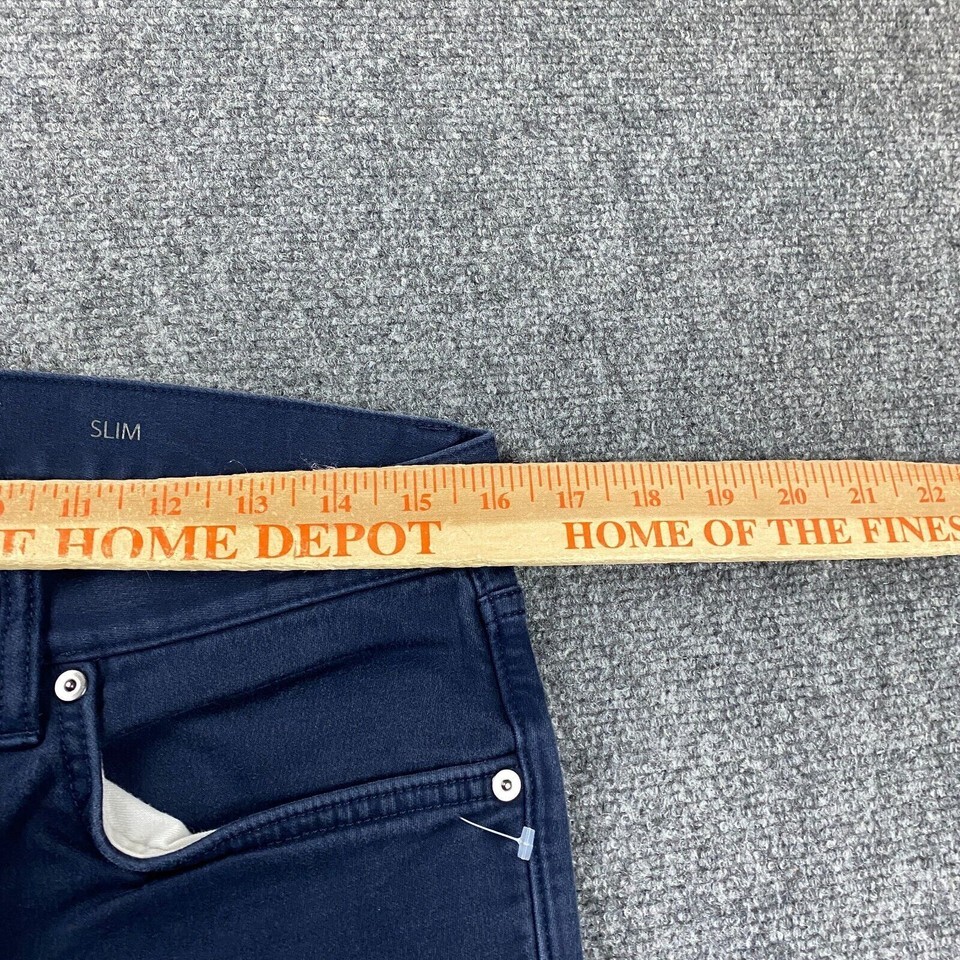 SLIM
11 12 13 14 15 16 17 18 19 20 21 22
HOME DEPOT HOME OF THE FINES